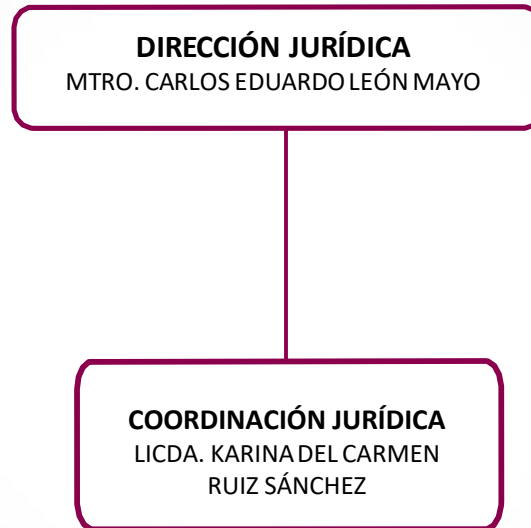 DIRECCIÓN JURÍDICA
MTRO. CARLOS EDUARDO LEÓN MAYO
COORDINACIÓN JURÍDICA
LICDA. KARINA DEL CARMEN
RUIZ SÁNCHEZ